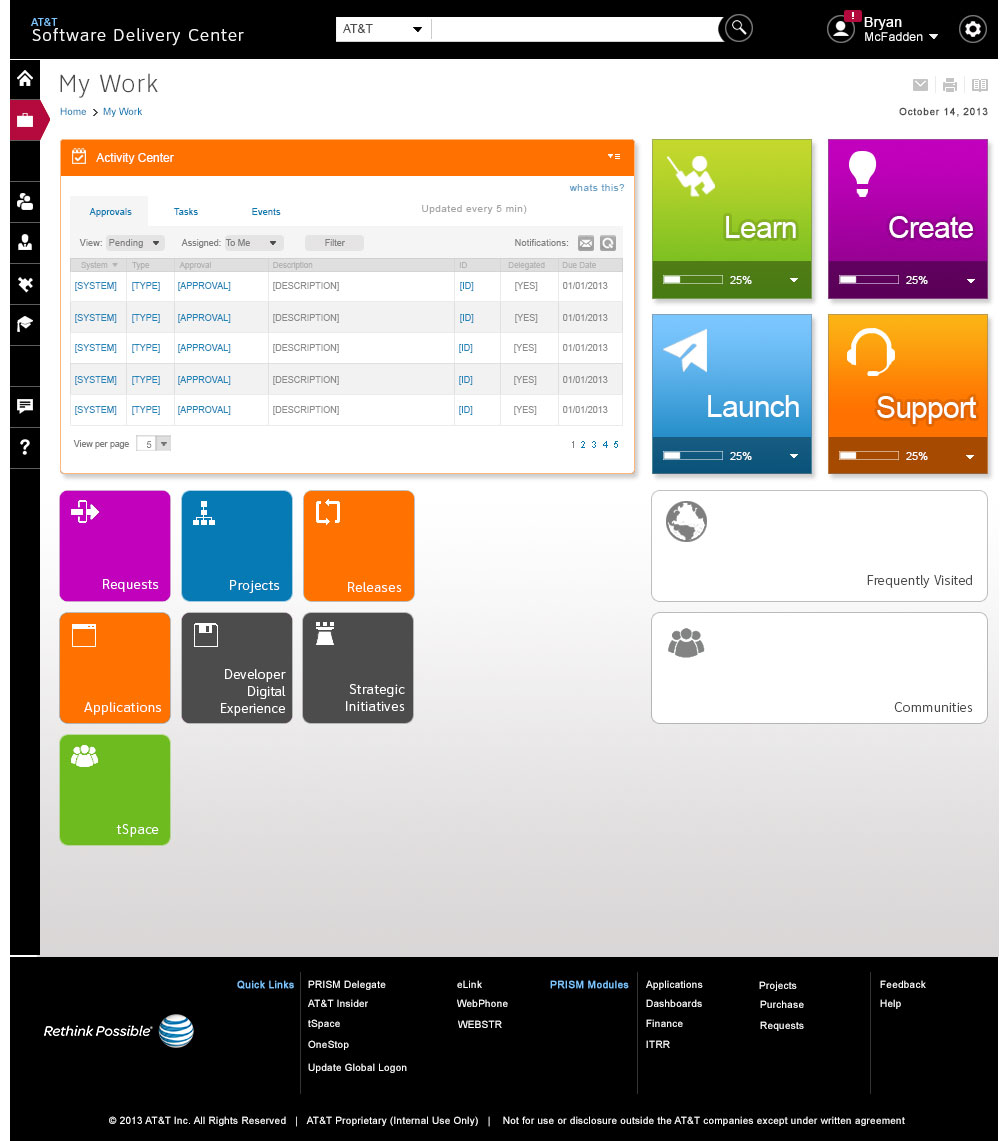 AT&T
Software Delivery Center
AT&T
!
Bryan
McFadden
My Work
Home > My Work
October 14, 2013
Activity Center
whats this?
Approvals Tasks Events Updated every 5 min)
View: Pending Assigned: To Me Filter Notifications:
System Type Approval Description ID Delegated Due Date
[SYSTEM] [TYPE] [APPROVAL] [DESCRIPTION] [ID] [YES] 01/01/2013
[SYSTEM] [TYPE] [APPROVAL] [DESCRIPTION] [ID] [YES] 01/01/2013
[SYSTEM] [TYPE] [APPROVAL] [DESCRIPTION] [ID] [YES] 01/01/2013
[SYSTEM] [TYPE] [APPROVAL] [DESCRIPTION] [ID] [YES] 01/01/2013
[SYSTEM] [TYPE] [APPROVAL] [DESCRIPTION] [ID] [YES] 01/01/2013
View per page 5 1 2 3 4 5
Learn
25%
Create
25%
Launch
25%
Support
25%
?
Requests
Projects
Releases
Applications
Developer
Digital
Experience
Strategic
Initiatives
tSpace
Frequently Visited
Communities
Rethink Possible®
Quick Links
PRISM Delegate
AT&T Insider
tSpace
OneStop
Update Global Logon
eLink
WebPhone
WEBSTR
PRISM Modules
Applications
Dashboards
Finance
ITRR
Projects
Purchase
Requests
Feedback
Help
© 2013 AT&T Inc. All Rights Reserved | AT&T Proprietary (Internal Use Only) | Not for use or disclosure outside the AT&T companies except under written agreement